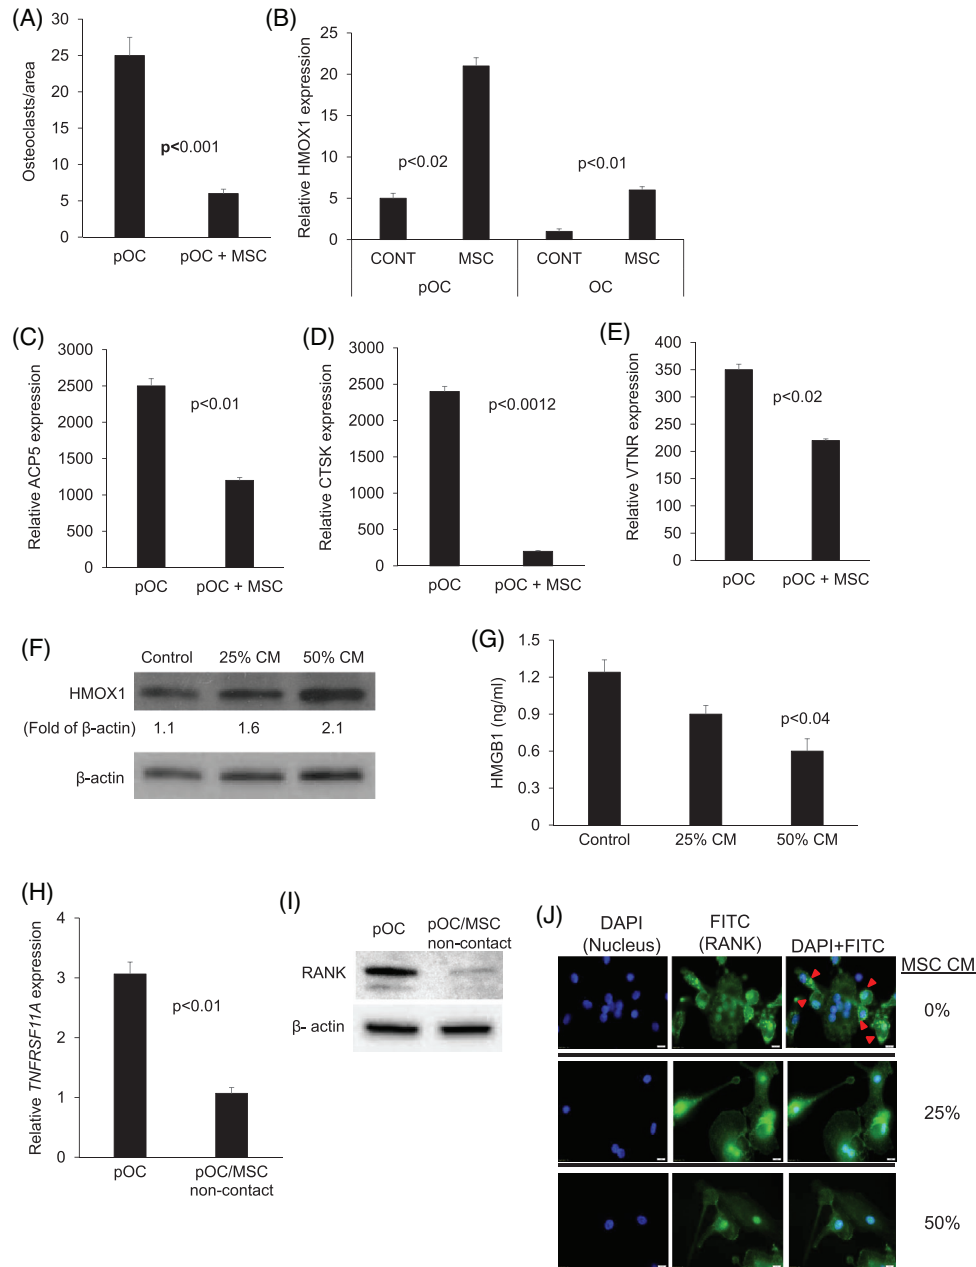 (A)
Osteoclasts/area
30
25
20
15
10
5
0
p<0.001
pOC
pOC + MSC
(B)
Relative HMOX1 expression
25
20
15
10
5
0
p<0.02
p<0.01
CONT
MSC
CONT
MSC
pOC
OC
(C)
Relative ACP5 expression
3000
2500
2000
1500
1000
500
0
p<0.01
pOC
pOC + MSC
(D)
Relative CTSK expression
3000
2500
2000
1500
1000
500
0
p<0.0012
pOC
pOC + MSC
(E)
Relative VTNR expression
400
350
300
250
200
150
100
50
0
p<0.02
pOC
pOC + MSC
(F)
Control
25% CM
50% CM
HMOX1
(Fold of β-actin)
1.1
1.6
2.1
β-actin
(G)
HMGB1 (ng/ml)
1.5
1.2
0.9
0.6
0.3
0
p<0.04
Control
25% CM
50% CM
(H)
Relative TNFRSF11A expression
4
3
2
1
0
p<0.01
pOC
pOC/MSC
non-contact
(I)
pOC
pOC/MSC
non-contact
RANK
β- actin
(J)
DAPI
(Nucleus)
FITC
(RANK)
DAPI+FITC
MSC CM
0%
25%
50%